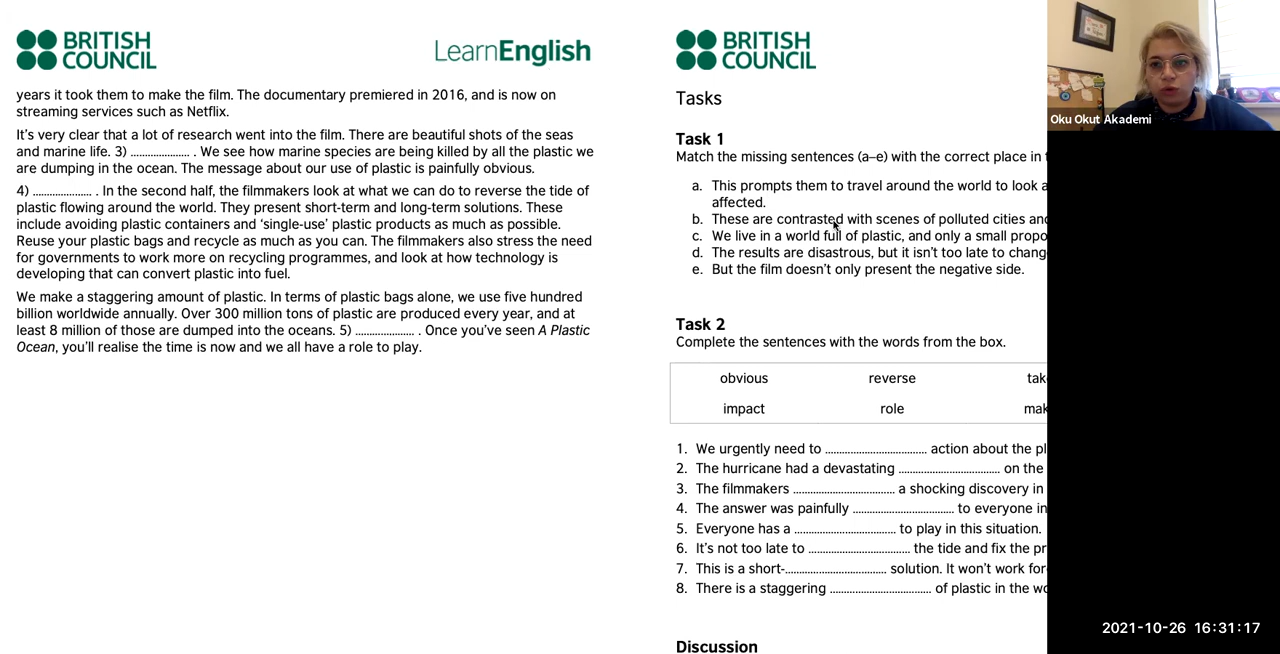 BRITISH
COUNCIL
LearnEnglish
years it took them to make the film. The documentary premiered in 2016, and is now on
streaming services such as Netflix.
It's very clear that a lot of research went into the film. There are beautiful shots of the seas
and marine life. 3) ..................... . We see how marine species are being killed by all the plastic we
are dumping in the ocean. The message about our use of plastic is painfully obvious.
4) ..................... . In the second half, the filmmakers look at what we can do to reverse the tide of
plastic flowing around the world. They present short-term and long-term solutions. These
include avoiding plastic containers and 'single-use' plastic products as much as possible.
Reuse your plastic bags and recycle as much as you can. The filmmakers also stress the need
for governments to work more on recycling programmes, and look at how technology is
developing that can convert plastic into fuel.
We make a staggering amount of plastic. In terms of plastic bags alone, we use five hundred
billion worldwide annually. Over 300 million tons of plastic are produced every year, and at
least 8 million of those are dumped into the oceans. 5) ..................... . Once you've seen A Plastic
Ocean, you'll realise the time is now and we all have a role to play.
BRITISH
COUNCIL
Tasks
Task 1
Match the missing sentences (a–e) with the correct place in
a. This prompts them to travel around the world to look a
affected.
b. These are contrasted with scenes of polluted cities and
c. We live in a world full of plastic, and only a small propo
d. The results are disastrous, but it isn't too late to chang
e. But the film doesn't only present the negative side.
Task 2
Complete the sentences with the words from the box.
obvious reverse tak
impact role mak
1. We urgently need to .................................. action about the pl
2. The hurricane had a devastating .................................. on the
3. The filmmakers .................................. a shocking discovery in
4. The answer was painfully .................................. to everyone in
5. Everyone has a .................................. to play in this situation.
6. It's not too late to .................................. the tide and fix the pr
7. This is a short-.................................. solution. It won't work for
8. There is a staggering .................................. of plastic in the wo
Discussion
Oku Okut Akademi
2021-10-26 16:31:17